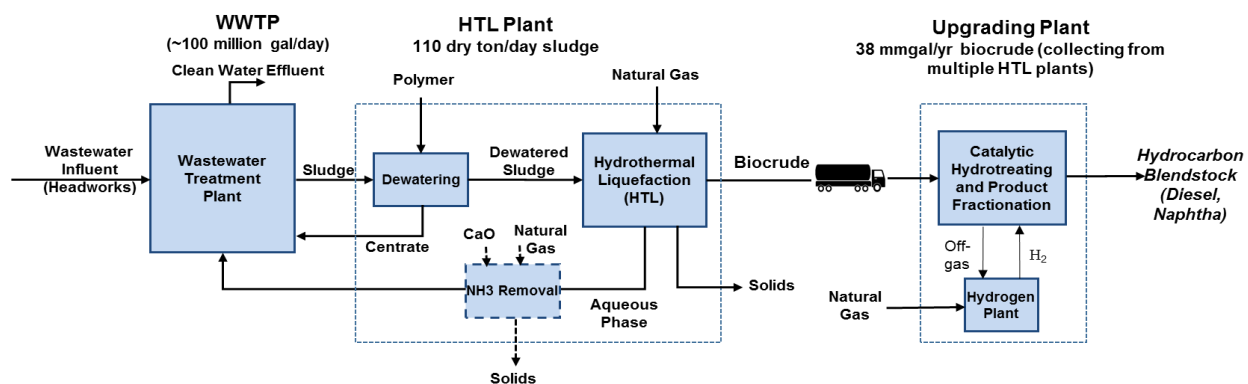 WWTP
(~100 million gal/day)
Clean Water Effluent
HTL Plant
110 dry ton/day sludge
Upgrading Plant
38 mmgal/yr biocrude (collecting from
multiple HTL plants)
Polymer
Natural Gas
Wastewater
Influent
(Headworks)
Wastewater
Treatment
Plant
Sludge
Dewatering
Dewatered
Sludge
Hydrothermal
Liquefaction
(HTL)
Biocrude
Catalytic
Hydrotreating
and Product
Fractionation
Hydrocarbon
Blendstock
(Diesel,
Naphtha)
Centrate
CaO
Natural
Gas
NH3 Removal
Aqueous
Phase
Solids
Solids
Off-
gas
H₂
Natural
Gas
Hydrogen
Plant